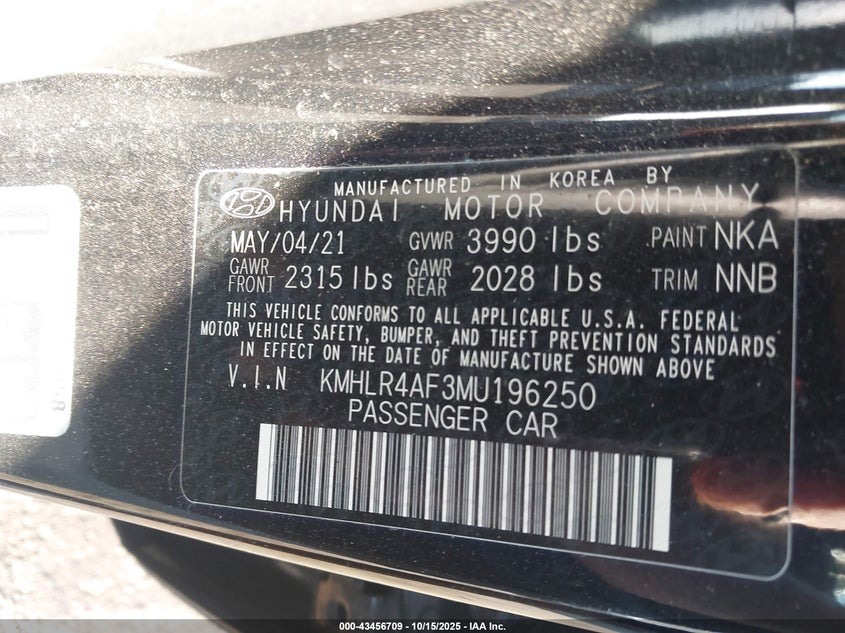 MANUFACTURED IN KOREA BY
HYUNDAI MOTOR COMPANY
MAY/04/21 GVWR 3990 lbs PAINT NKA
GAWR FRONT 2315 lbs GAWR REAR 2028 lbs TRIM NNB
THIS VEHICLE CONFORMS TO ALL APPLICABLE U.S.A. FEDERAL
MOTOR VEHICLE SAFETY, BUMPER, AND THEFT PREVENTION STANDARDS
IN EFFECT ON THE DATE OF MANUFACTURE SHOWN ABOVE
V.I.N KMHLR4AF3MU196250
PASSENGER CAR
000-43456709 - 10/15/2025 - IAA Inc.